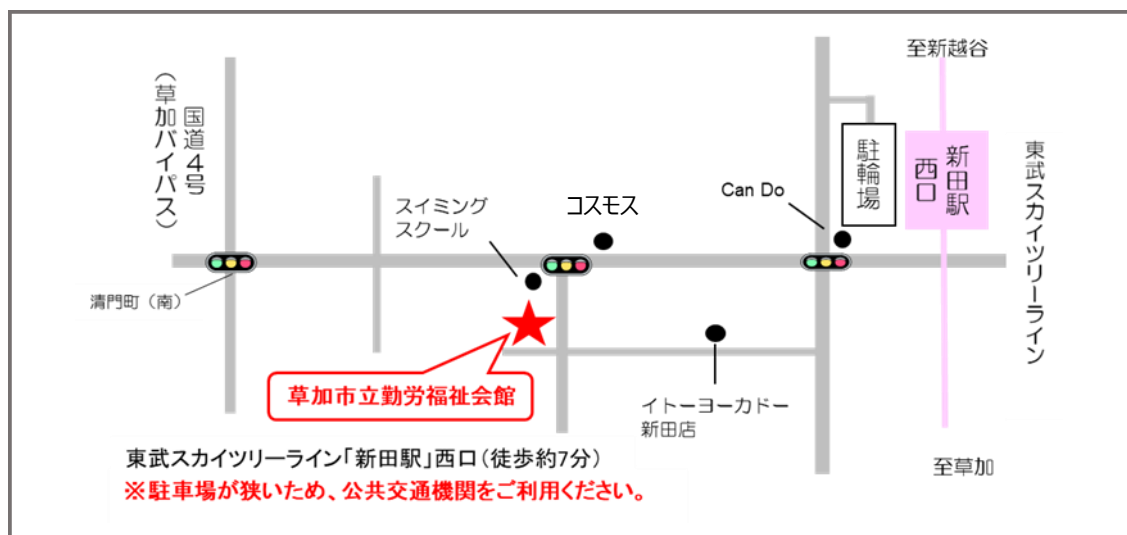 至新越谷
国道4号
(草加バイパス)
駐輪場
新田駅
西口
東武スカイツリーライン
Can Do
コスモス
スイミング
スクール
清門町(南)
草加市立勤労福祉会館
イトーヨーカドー
新田店
至草加
東武スカイツリーライン「新田駅」西口(徒歩約7分)
※駐車場が狭いため、公共交通機関をご利用ください。